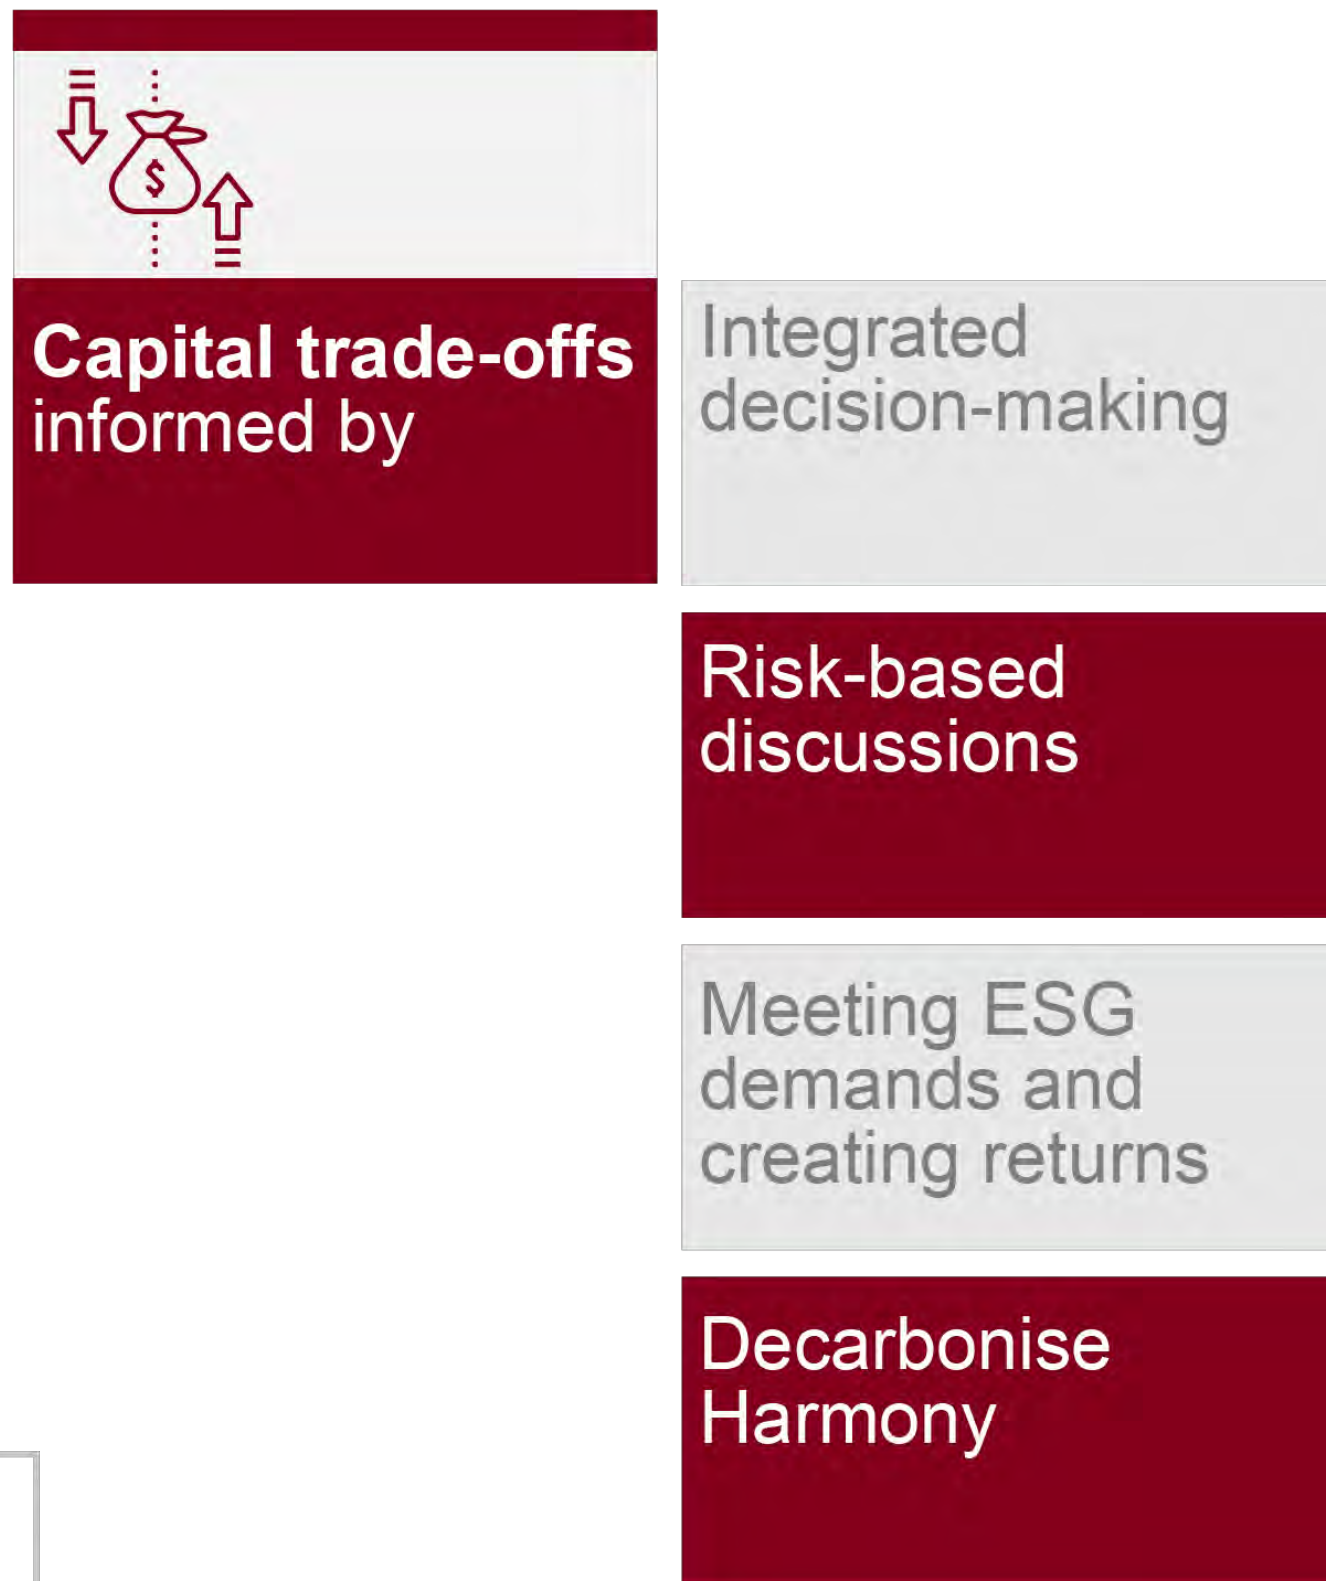 $
Capital trade-offs
informed by
Integrated
decision-making
Risk-based
discussions
Meeting ESG
demands and
creating returns
Decarbonise
Harmony